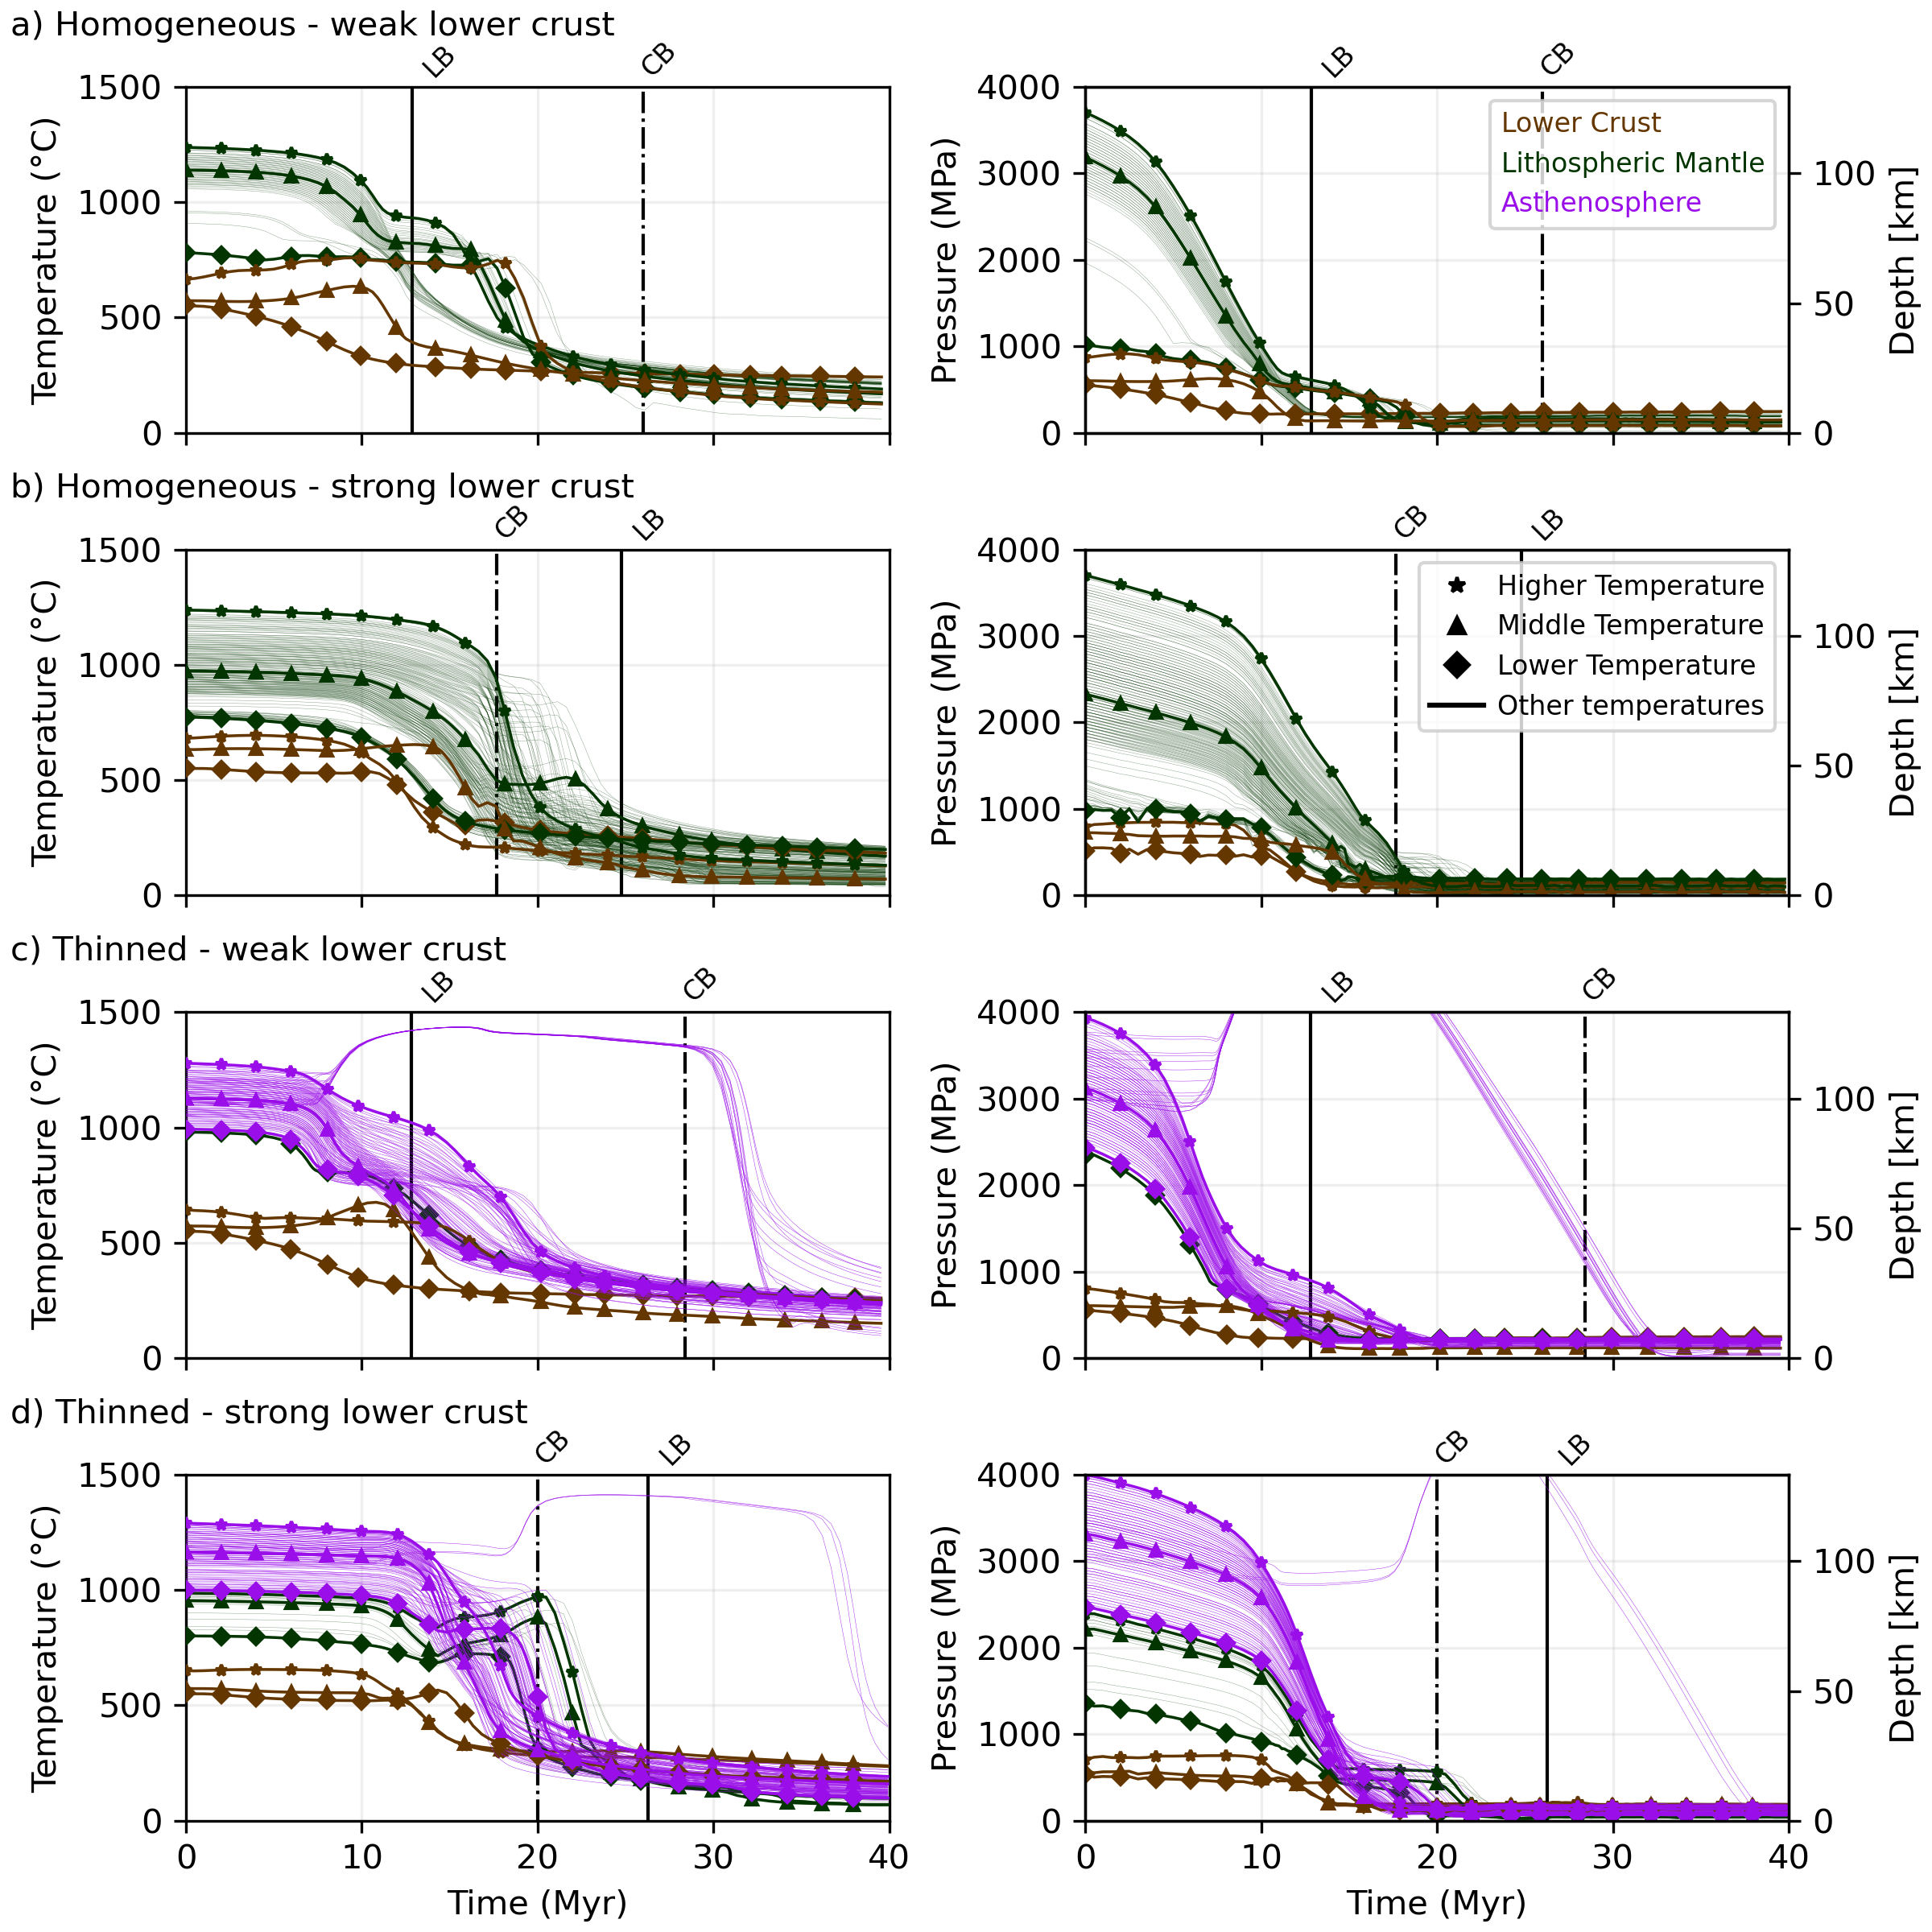 a) Homogeneous - weak lower crust
LB
CB
LB
CB
1500
1000
500
0
Temperature (°C)
4000
3000
2000
1000
0
Pressure (MPa)
Lower Crust
Lithospheric Mantle
Asthenosphere
100
50
0
Depth [km]
b) Homogeneous - strong lower crust
CB
LB
CB
LB
1500
1000
500
0
Temperature (°C)
4000
3000
2000
1000
0
Pressure (MPa)
Higher Temperature
Middle Temperature
Lower Temperature
Other temperatures
100
50
0
Depth [km]
c) Thinned - weak lower crust
LB
CB
LB
CB
1500
1000
500
0
Temperature (°C)
4000
3000
2000
1000
0
Pressure (MPa)
100
50
0
Depth [km]
d) Thinned - strong lower crust
CB
LB
CB
LB
1500
1000
500
0
Temperature (°C)
0 10 20 30 40
Time (Myr)
4000
3000
2000
1000
0
Pressure (MPa)
100
50
0
Depth [km]
0 10 20 30 40
Time (Myr)